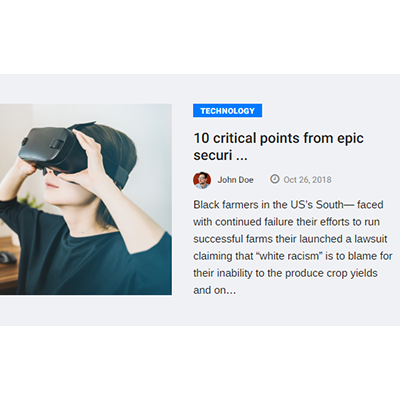 TECHNOLOGY
10 critical points from epic
securi ...
John Doe Oct 26, 2018
Black farmers in the US's South— faced
with continued failure their efforts to run
successful farms their launched a lawsuit
claiming that “white racism” is to blame for
their inability to the produce crop yields
and on…